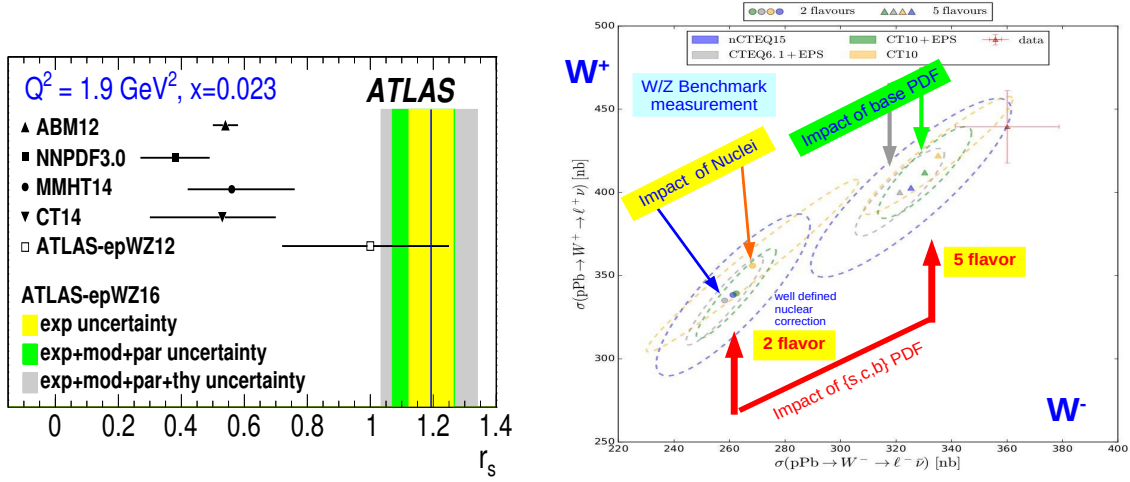 Q² = 1.9 GeV², x=0.023
ATLAS
ABM12
NNPDF3.0
MMHT14
CT14
ATLAS-epWZ12
ATLAS-epWZ16
exp uncertainty
exp+mod+par uncertainty
exp+mod+par+thy uncertainty
0 0.2 0.4 0.6 0.8 1 1.2 1.4
r_s
2 flavours 5 flavours
nCTEQ15 CT10+EPS data
CTEQ6.1+EPS CT10
W⁺
W/Z Benchmark
measurement
Impact of base PDF
Impact of Nuclei
5 flavor
well defined
nuclear
correction
2 flavor
Impact of {s,c,b} PDF
W⁻
500
450
400
350
300
250
σ(pPb→W⁺→ℓ⁺ν) [nb]
220 240 260 280 300 320 340 360 380 400
σ(pPb→W⁻→ℓ⁻ν̄) [nb]